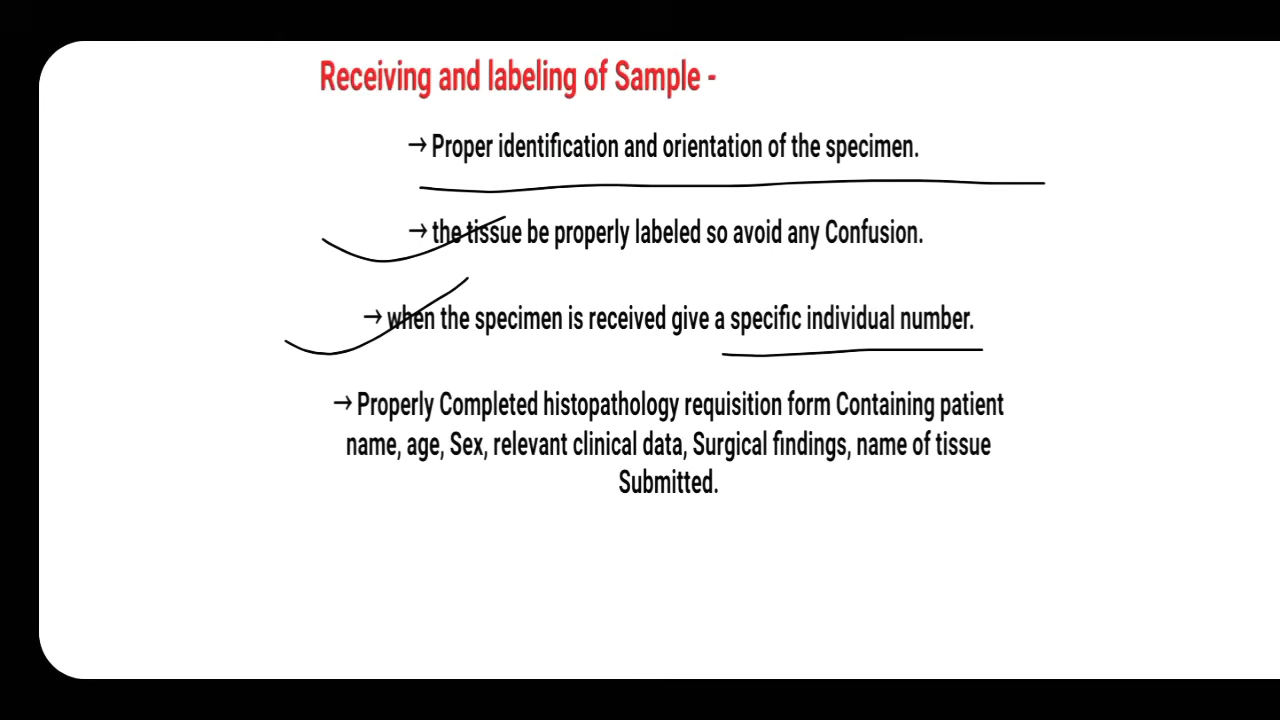 Receiving and labeling of Sample -
→ Proper identification and orientation of the specimen.
→ the tissue be properly labeled so avoid any Confusion.
→ when the specimen is received give a specific individual number.
→ Properly Completed histopathology requisition form Containing patient
name, age, Sex, relevant clinical data, Surgical findings, name of tissue
Submitted.